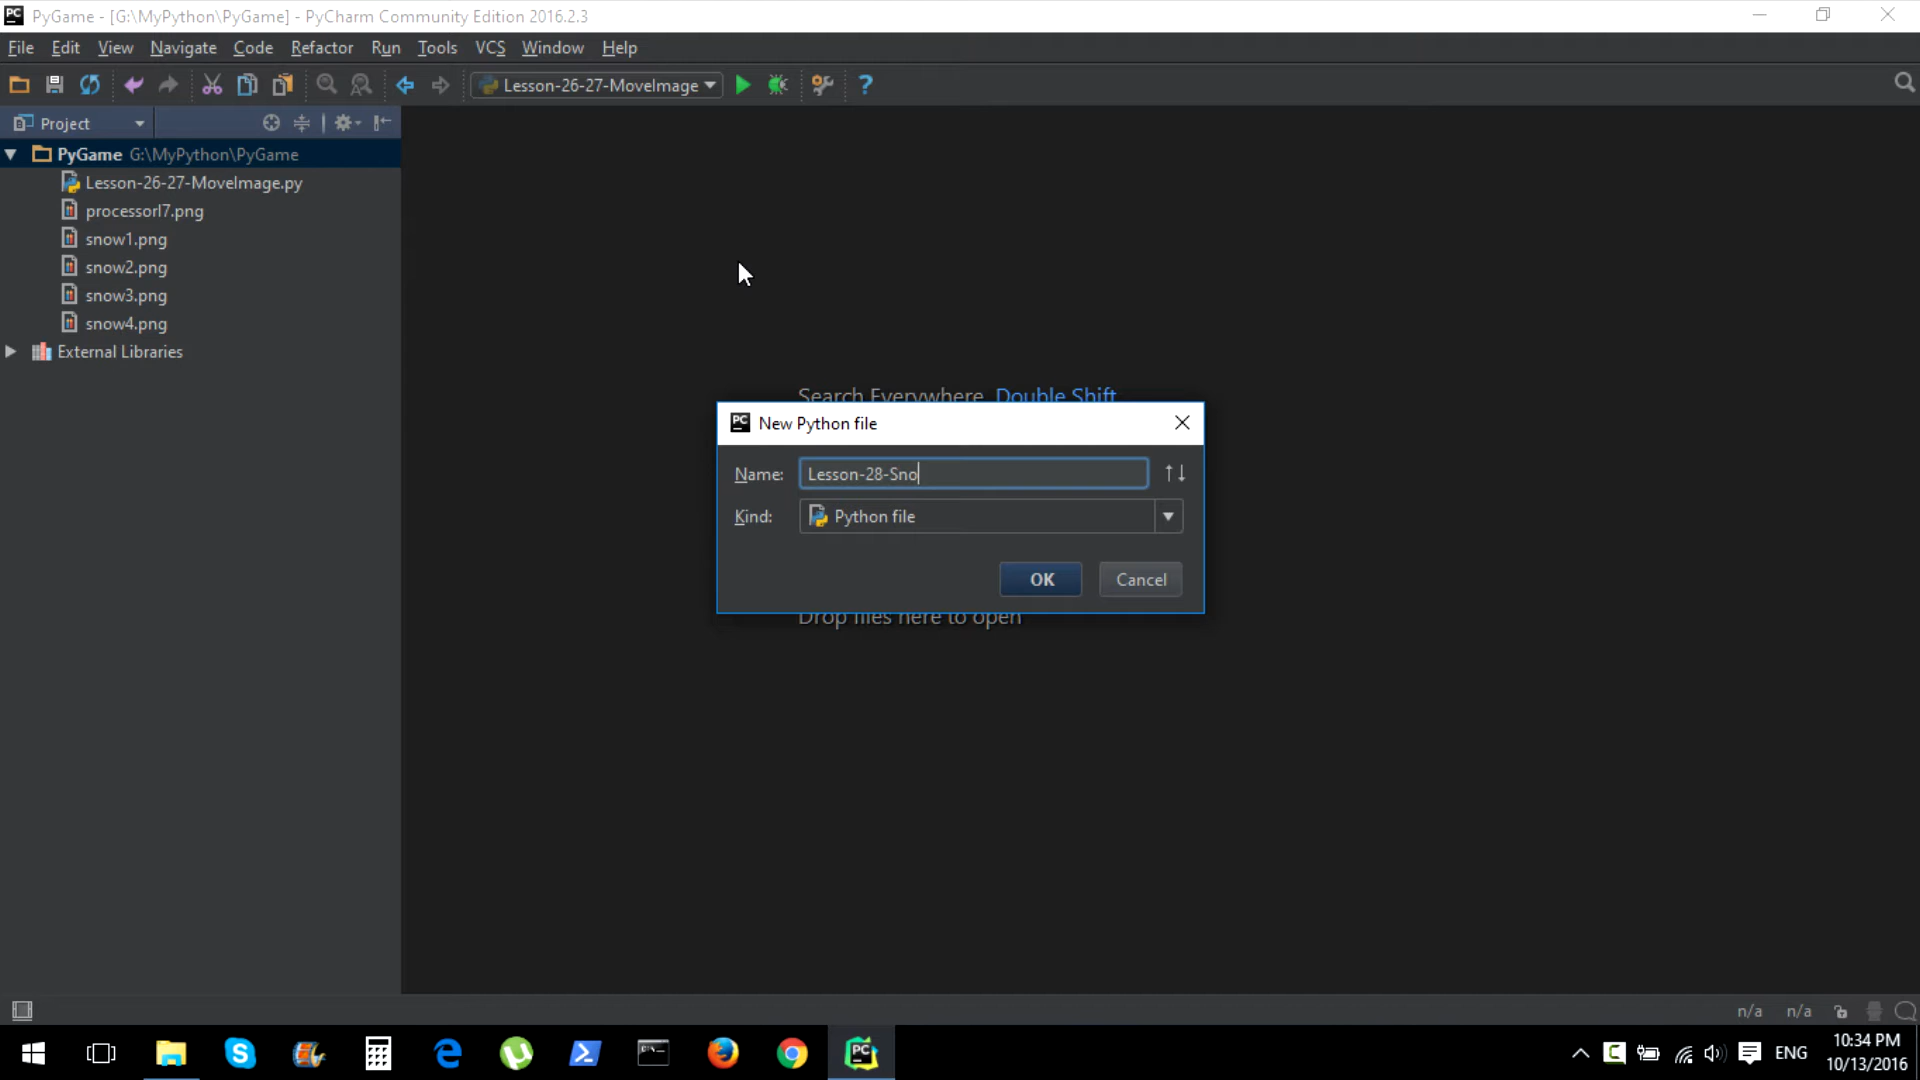 PyGame - [G:\MyPython\PyGame] - PyCharm Community Edition 2016.2.3
File Edit View Navigate Code Refactor Run Tools VCS Window Help
Lesson-26-27-MoveImage
Project
PyGame G:\MyPython\PyGame
Lesson-26-27-MoveImage.py
processorI7.png
snow1.png
snow2.png
snow3.png
snow4.png
External Libraries
Search Everywhere Double Shift
New Python file
Name: Lesson-28-Sno
Kind: Python file
OK Cancel
Drop files here to open
n/a n/a
ENG
10:34 PM
10/13/2016